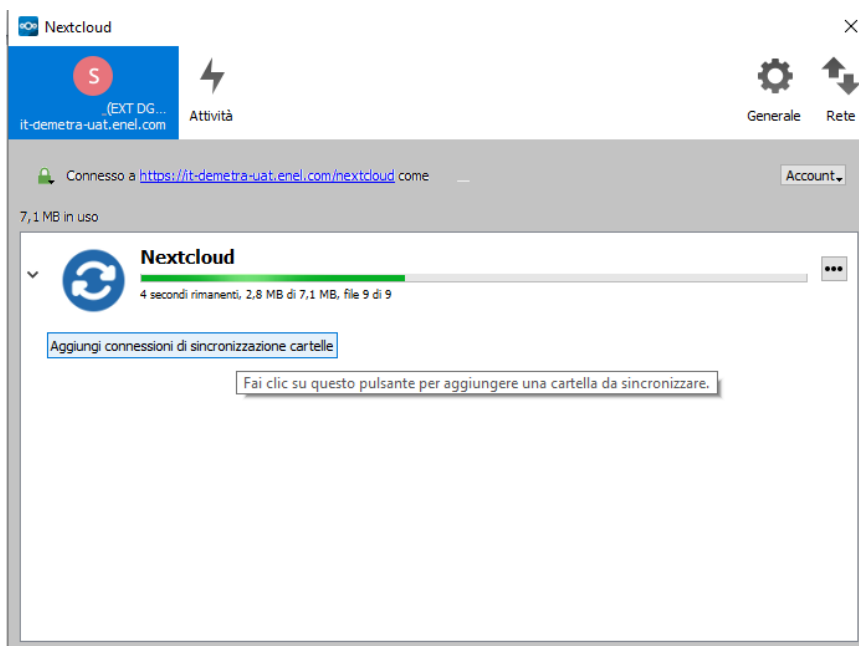 Nextcloud
S
_(EXT DG...
it-demetra-uat.enel.com
Attività
Generale
Rete
Connesso a https://it-demetra-uat.enel.com/nextcloud come
Account
7,1 MB in uso
Nextcloud
4 secondi rimanenti, 2,8 MB di 7,1 MB, file 9 di 9
Aggiungi connessioni di sincronizzazione cartelle
Fai clic su questo pulsante per aggiungere una cartella da sincronizzare.